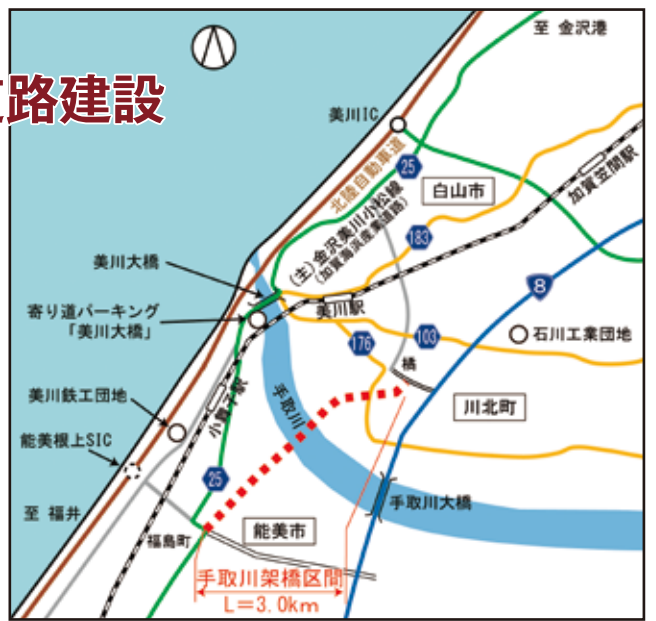 至 金沢港
路建設
美川IC
北陸自動車道
25
白山市
加賀笠間駅
(主)金沢美川小松線
(加賀海浜産業道路)
183
美川大橋
8
寄り道パーキング
「美川大橋」
美川駅
石川工業団地
176
103
橘
手取川
川北町
美川鉄工団地
小舞子駅
能美根上SIC
25
手取川大橋
至 福井
能美市
福島町
手取川架橋区間
L=3.0km